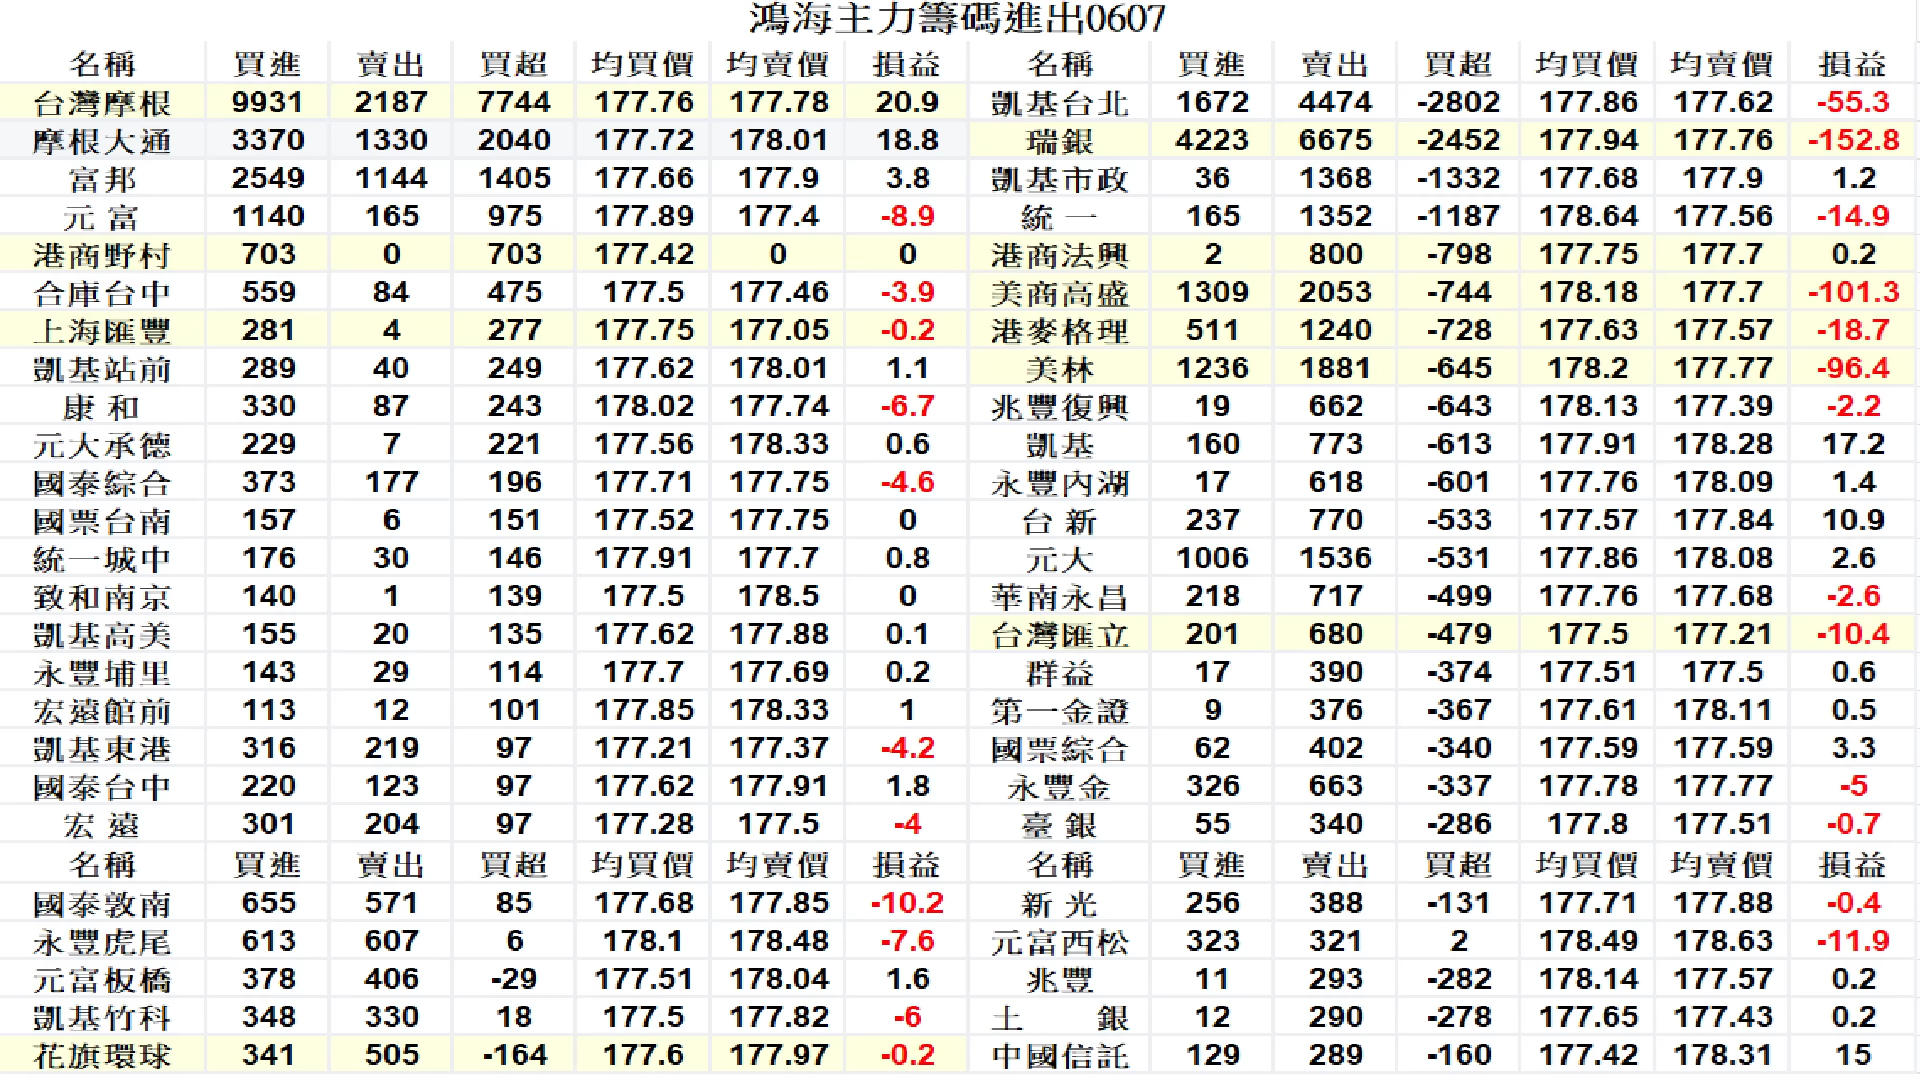 鴻海主力籌碼進出0607
名稱 買進 賣出 買超 均買價 均賣價 損益 名稱 買進 賣出 買超 均買價 均賣價 損益
台灣摩根 9931 2187 7744 177.76 177.78 20.9 凱基台北 1672 4474 -2802 177.86 177.62 -55.3
摩根大通 3370 1330 2040 177.72 178.01 18.8 瑞銀 4223 6675 -2452 177.94 177.76 -152.8
富邦 2549 1144 1405 177.66 177.9 3.8 凱基市政 36 1368 -1332 177.68 177.9 1.2
元 富 1140 165 975 177.89 177.4 -8.9 統 一 165 1352 -1187 178.64 177.56 -14.9
港商野村 703 0 703 177.42 0 0 港商法興 2 800 -798 177.75 177.7 0.2
合庫台中 559 84 475 177.5 177.46 -3.9 美商高盛 1309 2053 -744 178.18 177.7 -101.3
上海匯豐 281 4 277 177.75 177.05 -0.2 港麥格理 511 1240 -728 177.63 177.57 -18.7
凱基站前 289 40 249 177.62 178.01 1.1 美林 1236 1881 -645 178.2 177.77 -96.4
康 和 330 87 243 178.02 177.74 -6.7 兆豐復興 19 662 -643 178.13 177.39 -2.2
元大承德 229 7 221 177.56 178.33 0.6 凱基 160 773 -613 177.91 178.28 17.2
國泰綜合 373 177 196 177.71 177.75 -4.6 永豐內湖 17 618 -601 177.76 178.09 1.4
國票台南 157 6 151 177.52 177.75 0 台 新 237 770 -533 177.57 177.84 10.9
統一城中 176 30 146 177.91 177.7 0.8 元大 1006 1536 -531 177.86 178.08 2.6
致和南京 140 1 139 177.5 178.5 0 華南永昌 218 717 -499 177.76 177.68 -2.6
凱基高美 155 20 135 177.62 177.88 0.1 台灣匯立 201 680 -479 177.5 177.21 -10.4
永豐埔里 143 29 114 177.7 177.69 0.2 群益 17 390 -374 177.51 177.5 0.6
宏遠館前 113 12 101 177.85 178.33 1 第一金證 9 376 -367 177.61 178.11 0.5
凱基東港 316 219 97 177.21 177.37 -4.2 國票綜合 62 402 -340 177.59 177.59 3.3
國泰台中 220 123 97 177.62 177.91 1.8 永豐金 326 663 -337 177.78 177.77 -5
宏 遠 301 204 97 177.28 177.5 -4 臺 銀 55 340 -286 177.8 177.51 -0.7
名稱 買進 賣出 買超 均買價 均賣價 損益 名稱 買進 賣出 買超 均買價 均賣價 損益
國泰敦南 655 571 85 177.68 177.85 -10.2 新 光 256 388 -131 177.71 177.88 -0.4
永豐虎尾 613 607 6 178.1 178.48 -7.6 元富西松 323 321 2 178.49 178.63 -11.9
元富板橋 378 406 -29 177.51 178.04 1.6 兆豐 11 293 -282 178.14 177.57 0.2
凱基竹科 348 330 18 177.5 177.82 -6 土 銀 12 290 -278 177.65 177.43 0.2
花旗環球 341 505 -164 177.6 177.97 -0.2 中國信託 129 289 -160 177.42 178.31 15